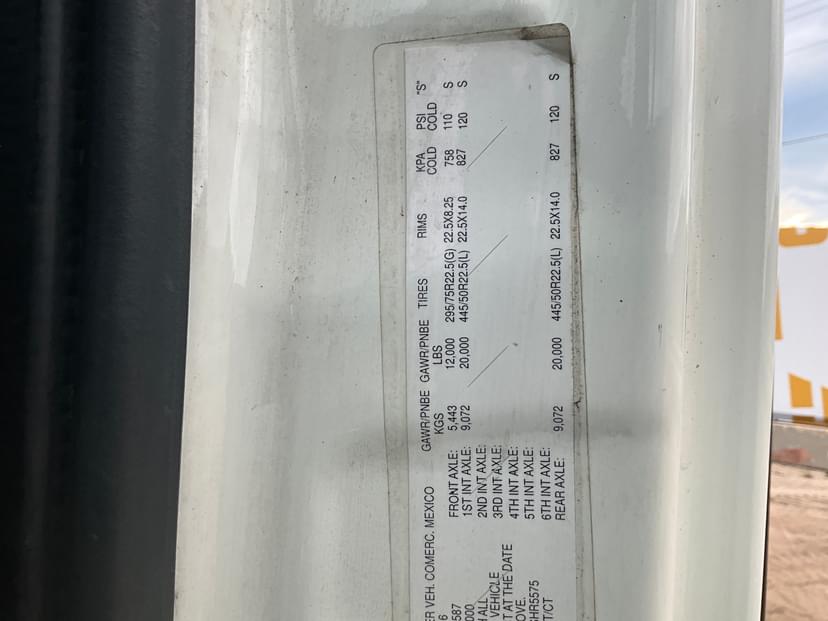 ER VEH. COMERC. MEXICO
6
587
000
ALL
VEHICLE
T AT THE DATE
OVE.
HR5575
T/CT
GAWR/PNBE GAWR/PNBE TIRES RIMS KPA PSI "S"
KGS LBS COLD COLD
FRONT AXLE: 5,443 12,000 295/75R22.5(G) 22.5X8.25 758 110 S
1ST INT AXLE: 9,072 20,000 445/50R22.5(L) 22.5X14.0 827 120 S
2ND INT AXLE:
3RD INT AXLE:
4TH INT AXLE:
5TH INT AXLE:
6TH INT AXLE:
REAR AXLE: 9,072 20,000 445/50R22.5(L) 22.5X14.0 827 120 S